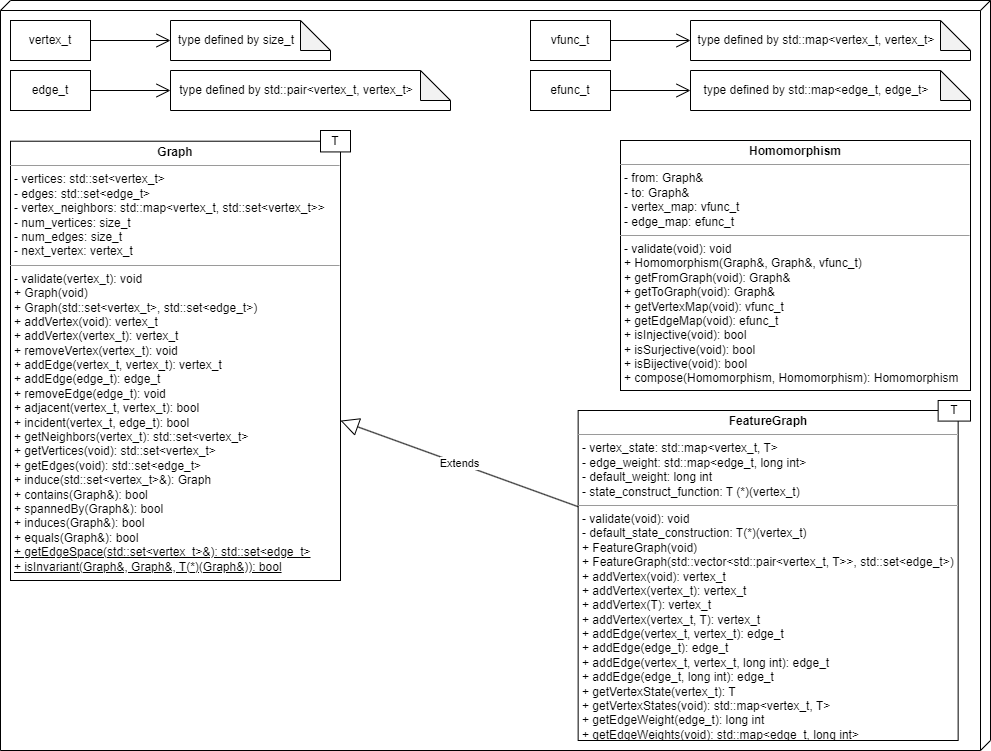 vertex_t
type defined by size_t
vfunc_t
type defined by std::map<vertex_t, vertex_t>
edge_t
type defined by std::pair<vertex_t, vertex_t>
efunc_t
type defined by std::map<edge_t, edge_t>
T
Graph
- vertices: std::set<vertex_t>
- edges: std::set<edge_t>
- vertex_neighbors: std::map<vertex_t, std::set<vertex_t>>
- num_vertices: size_t
- num_edges: size_t
- next_vertex: vertex_t
- validate(vertex_t): void
+ Graph(void)
+ Graph(std::set<vertex_t>, std::set<edge_t>)
+ addVertex(void): vertex_t
+ addVertex(vertex_t): vertex_t
+ removeVertex(vertex_t): void
+ addEdge(vertex_t, vertex_t): vertex_t
+ addEdge(edge_t): edge_t
+ removeEdge(edge_t): void
+ adjacent(vertex_t, vertex_t): bool
+ incident(vertex_t, edge_t): bool
+ getNeighbors(vertex_t): std::set<vertex_t>
+ getVertices(void): std::set<vertex_t>
+ getEdges(void): std::set<edge_t>
+ induce(std::set<vertex_t>&): Graph
+ contains(Graph&): bool
+ spannedBy(Graph&): bool
+ induces(Graph&): bool
+ equals(Graph&): bool
+ getEdgeSpace(std::set<vertex_t>&): std::set<edge_t>
+ isInvariant(Graph&, Graph&, T(*)(Graph&)): bool
Homomorphism
- from: Graph&
- to: Graph&
- vertex_map: vfunc_t
- edge_map: efunc_t
- validate(void): void
+ Homomorphism(Graph&, Graph&, vfunc_t)
+ getFromGraph(void): Graph&
+ getToGraph(void): Graph&
+ getVertexMap(void): vfunc_t
+ getEdgeMap(void): efunc_t
+ isInjective(void): bool
+ isSurjective(void): bool
+ isBijective(void): bool
+ compose(Homomorphism, Homomorphism): Homomorphism
Extends
T
FeatureGraph
- vertex_state: std::map<vertex_t, T>
- edge_weight: std::map<edge_t, long int>
- default_weight: long int
- state_construct_function: T (*)(vertex_t)
- validate(void): void
- default_state_construction: T(*)(vertex_t)
+ FeatureGraph(void)
+ FeatureGraph(std::vector<std::pair<vertex_t, T>>, std::set<edge_t>)
+ addVertex(void): vertex_t
+ addVertex(vertex_t): vertex_t
+ addVertex(T): vertex_t
+ addVertex(vertex_t, T): vertex_t
+ addEdge(vertex_t, vertex_t): edge_t
+ addEdge(edge_t): edge_t
+ addEdge(vertex_t, vertex_t, long int): edge_t
+ addEdge(edge_t, long int): edge_t
+ getVertexState(vertex_t): T
+ getVertexStates(void): std::map<vertex_t, T>
+ getEdgeWeight(edge_t): long int
+ getEdgeWeights(void): std::map<edge_t, long int>